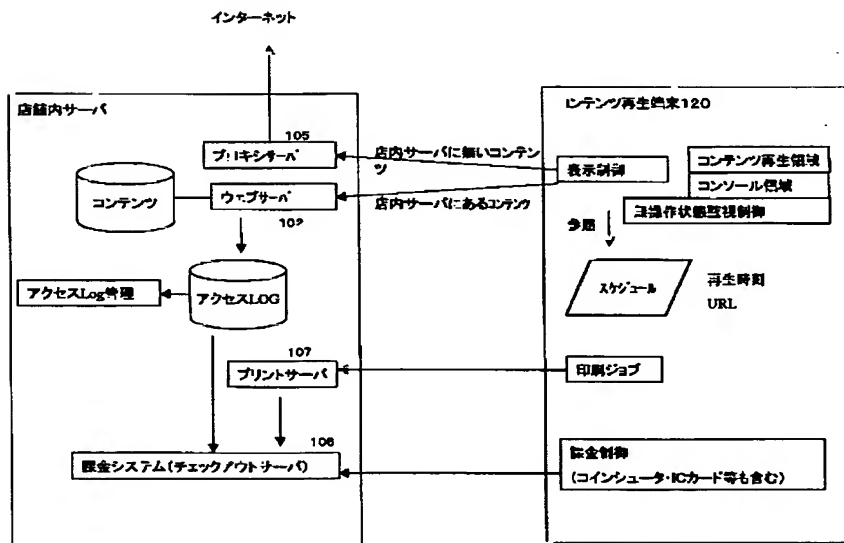 インターネット
店舗内サーバ
105
プロキシサーバ
コンテンツ
ウェブサーバ
102
アクセスLog管理
アクセスLOG
107
プリントサーバ
106
課金システム(チェックアウトサーバ)
店内サーバに無いコンテン
ツ
店内サーバにあるコンテンツ
コンテンツ再生端末120
表示制御
コンテンツ再生領域
コンソール領域
無操作状態監視制御
参照
スケジュール
再生時刻
URL
印刷ジョブ
課金制御
(コインシュータ・ICカード等も含む)